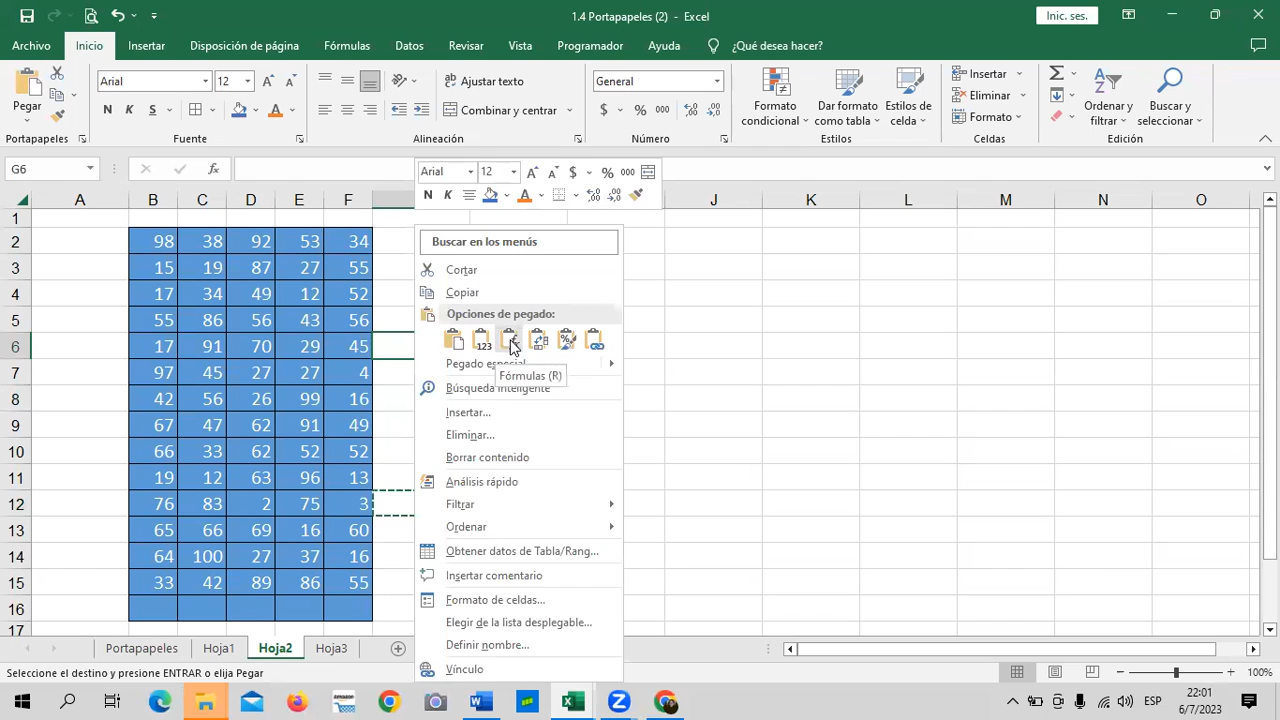 1.4 Portapapeles (2) - Excel
Inic. ses.
Archivo Inicio Insertar Disposición de página Fórmulas Datos Revisar Vista Programador Ayuda ¿Qué desea hacer?
Pegar
Portapapeles
Arial 12
N K S
Fuente
Ajustar texto
Combinar y centrar
Alineación
General
$ % 000
Número
Formato condicional
Dar formato como tabla
Estilos de celda
Estilos
Insertar
Eliminar
Formato
Celdas
Ordenar y filtrar
Buscar y seleccionar
Edición
G6
fx
Arial 12 $ % 000
N K
A B C D E F J K L M N O
1
2 98 38 92 53 34
3 15 19 87 27 55
4 17 34 49 12 52
5 55 86 56 43 56
6 17 91 70 29 45
7 97 45 27 27 4
8 42 56 26 99 16
9 67 47 62 91 49
10 66 33 62 52 52
11 19 12 63 96 13
12 76 83 2 75 3
13 65 66 69 16 60
14 64 100 27 37 16
15 33 42 89 86 55
16
17
Buscar en los menús
Cortar
Copiar
Opciones de pegado:
123
Pegado especial
Fórmulas (R)
Búsqueda inteligente
Insertar...
Eliminar...
Borrar contenido
Análisis rápido
Filtrar
Ordenar
Obtener datos de Tabla/Rang...
Insertar comentario
Formato de celdas...
Elegir de la lista desplegable...
Definir nombre...
Vínculo
Portapapeles Hoja1 Hoja2 Hoja3
Seleccione el destino y presione ENTRAR o elija Pegar
100%
ESP
22:01
6/7/2023